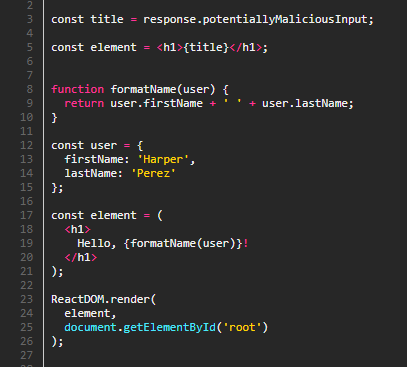 2
3 const title = response.potentiallyMaliciousInput;
4
5 const element = <h1>{title}</h1>;
6
7
8 function formatName(user) {
9   return user.firstName + ' ' + user.lastName;
10 }
11
12 const user = {
13   firstName: 'Harper',
14   lastName: 'Perez'
15 };
16
17 const element = (
18   <h1>
19     Hello, {formatName(user)}!
20   </h1>
21 );
22
23 ReactDOM.render(
24   element,
25   document.getElementById('root')
26 );
27